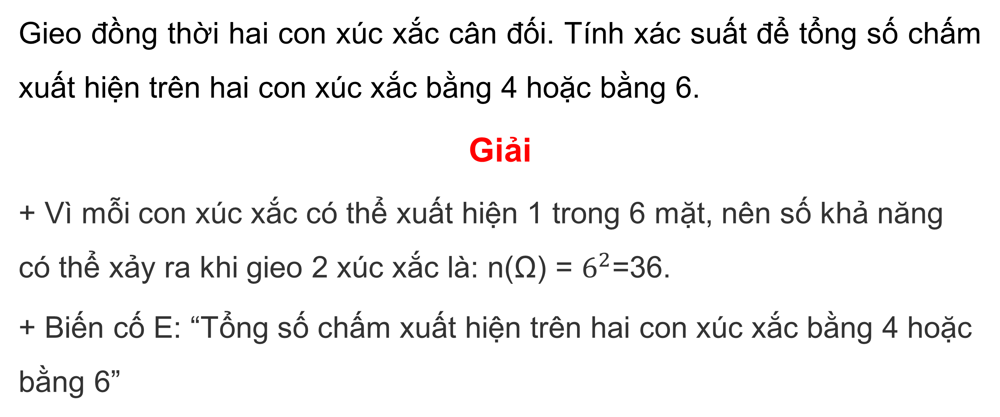 Gieo đồng thời hai con xúc xắc cân đối. Tính xác suất để tổng số chấm
xuất hiện trên hai con xúc xắc bằng 4 hoặc bằng 6.
Giải
+ Vì mỗi con xúc xắc có thể xuất hiện 1 trong 6 mặt, nên số khả năng
có thể xảy ra khi gieo 2 xúc xắc là: n(Ω) = 6²=36.
+ Biến cố E: “Tổng số chấm xuất hiện trên hai con xúc xắc bằng 4 hoặc
bằng 6”